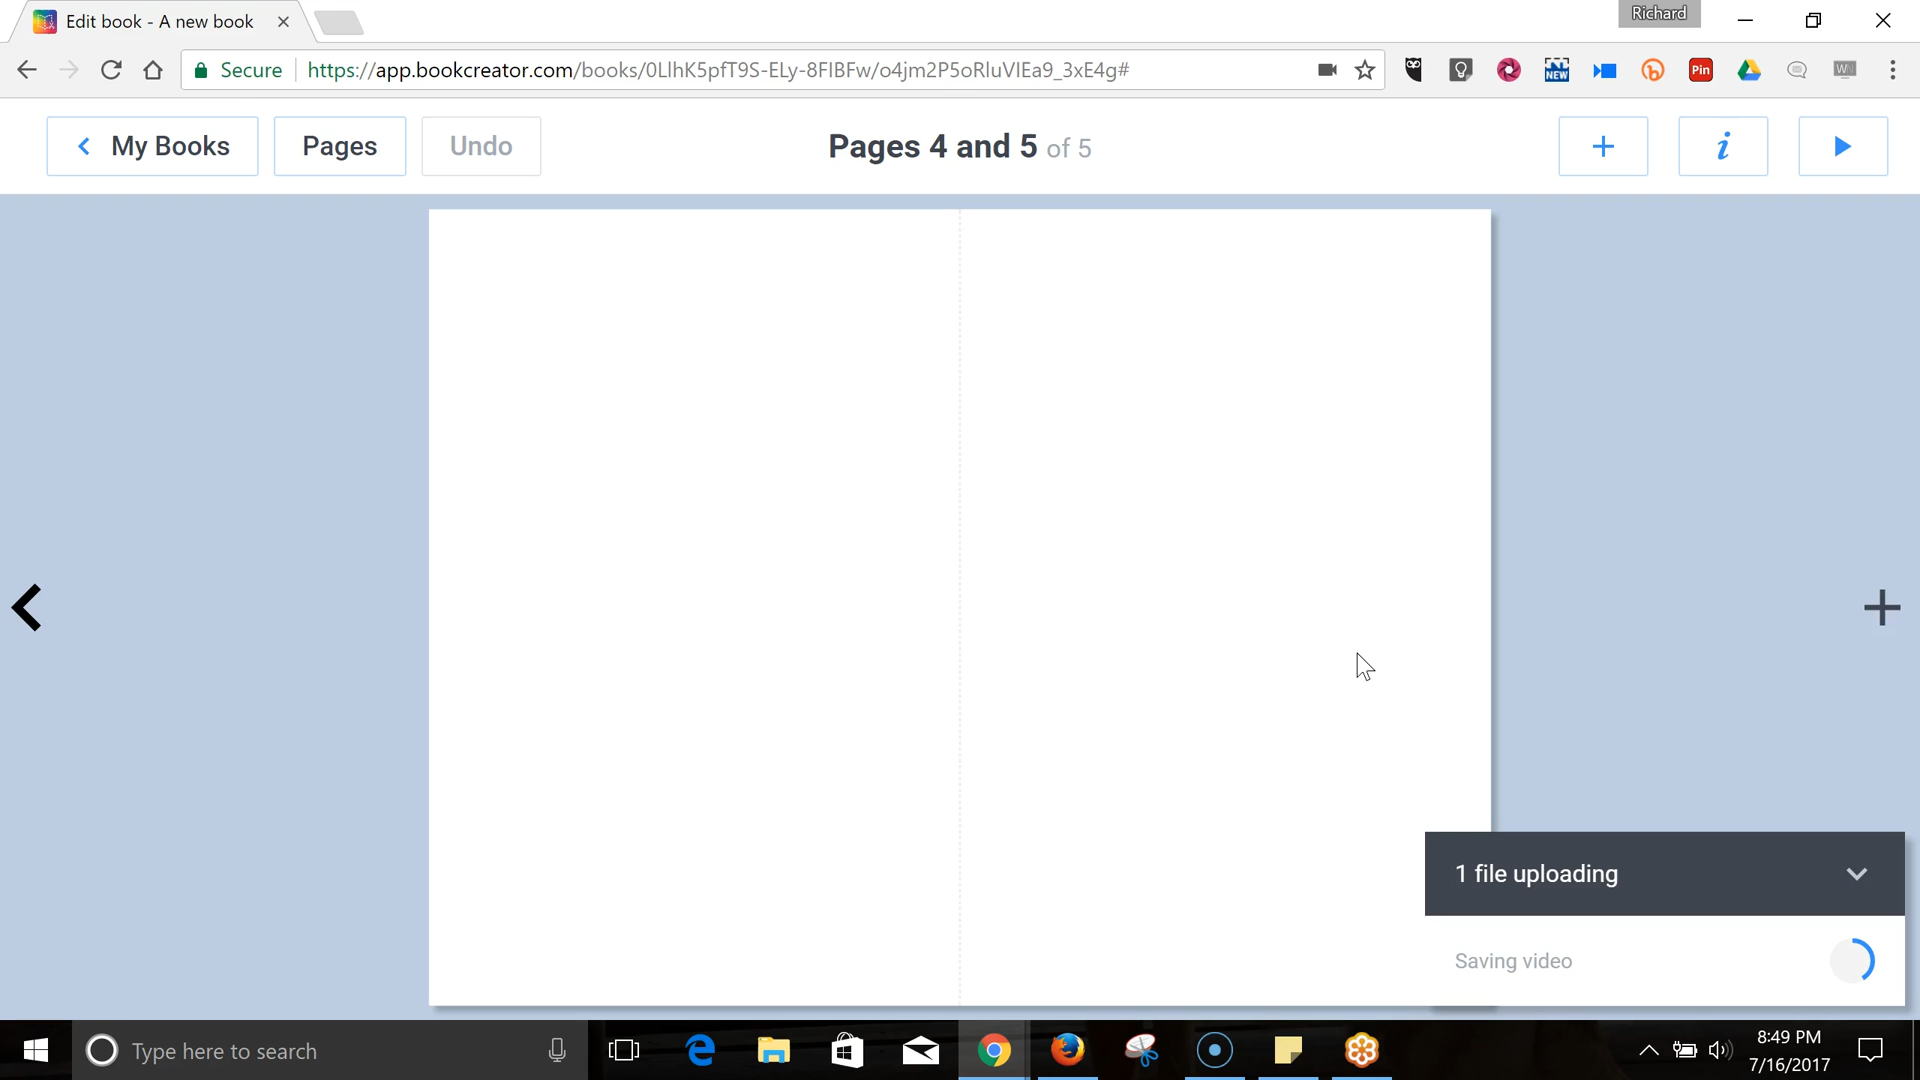 Edit book - A new book
Richard
Secure
https://app.bookcreator.com/books/0LlhK5pfT9S-ELy-8FIBFw/o4jm2P5oRluVIEa9_3xE4g#
NEW
Pin
W
My Books
Pages
Undo
Pages 4 and 5 of 5
1 file uploading
Saving video
Type here to search
8:49 PM
7/16/2017